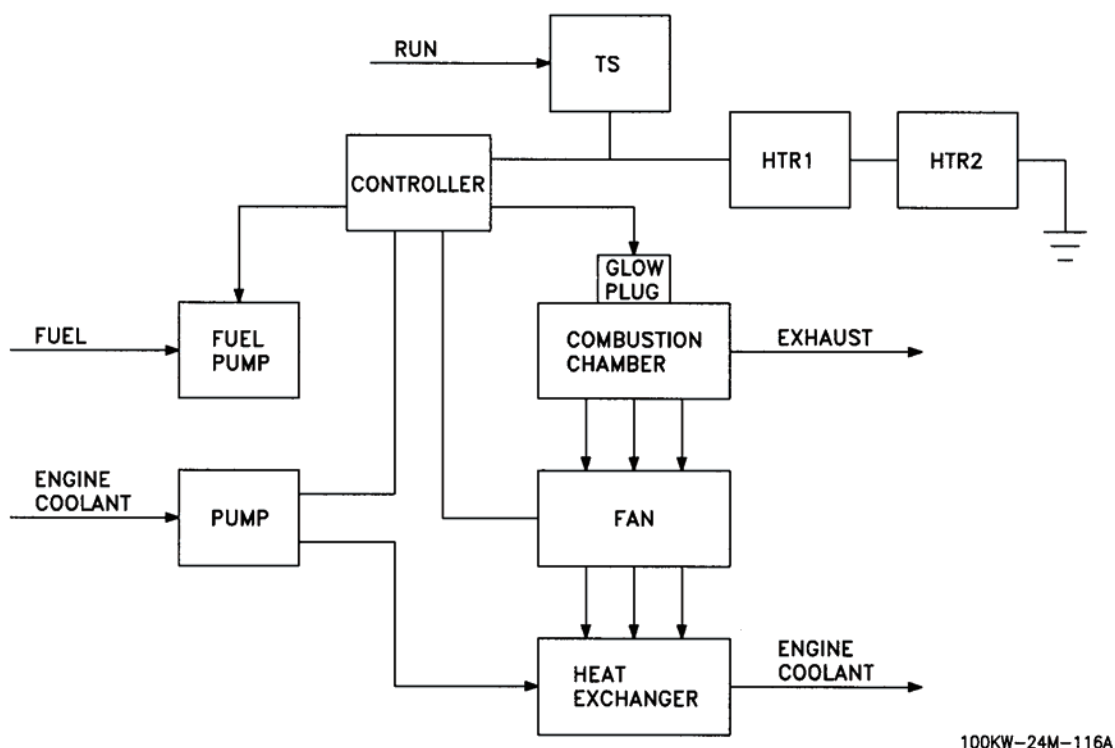 RUN
TS
CONTROLLER
HTR1
HTR2
GLOW
PLUG
FUEL
FUEL
PUMP
COMBUSTION
CHAMBER
EXHAUST
ENGINE
COOLANT
PUMP
FAN
HEAT
EXCHANGER
ENGINE
COOLANT
100KW-24M-116A